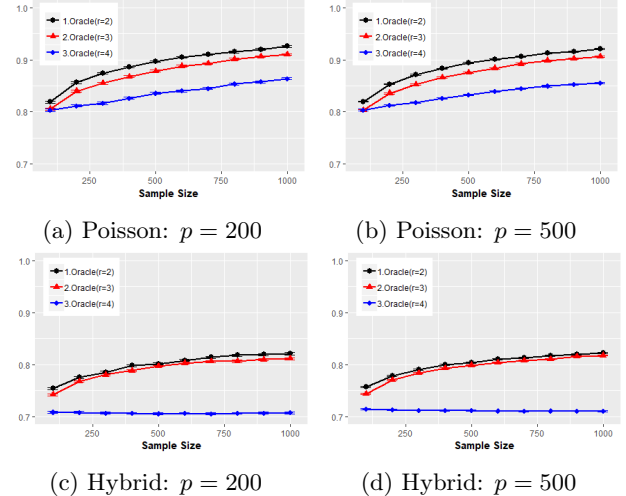 1.0
1.Oracle(r=2)
2.Oracle(r=3)
0.9
3.Oracle(r=4)
0.8
0.7
250 500 750 1000
Sample Size
(a) Poisson: p = 200
1.0
1.Oracle(r=2)
2.Oracle(r=3)
0.9
3.Oracle(r=4)
0.8
0.7
250 500 750 1000
Sample Size
(b) Poisson: p = 500
1.0
1.Oracle(r=2)
2.Oracle(r=3)
0.9
3.Oracle(r=4)
0.8
0.7
250 500 750 1000
Sample Size
(c) Hybrid: p = 200
1.0
1.Oracle(r=2)
2.Oracle(r=3)
0.9
3.Oracle(r=4)
0.8
0.7
250 500 750 1000
Sample Size
(d) Hybrid: p = 500